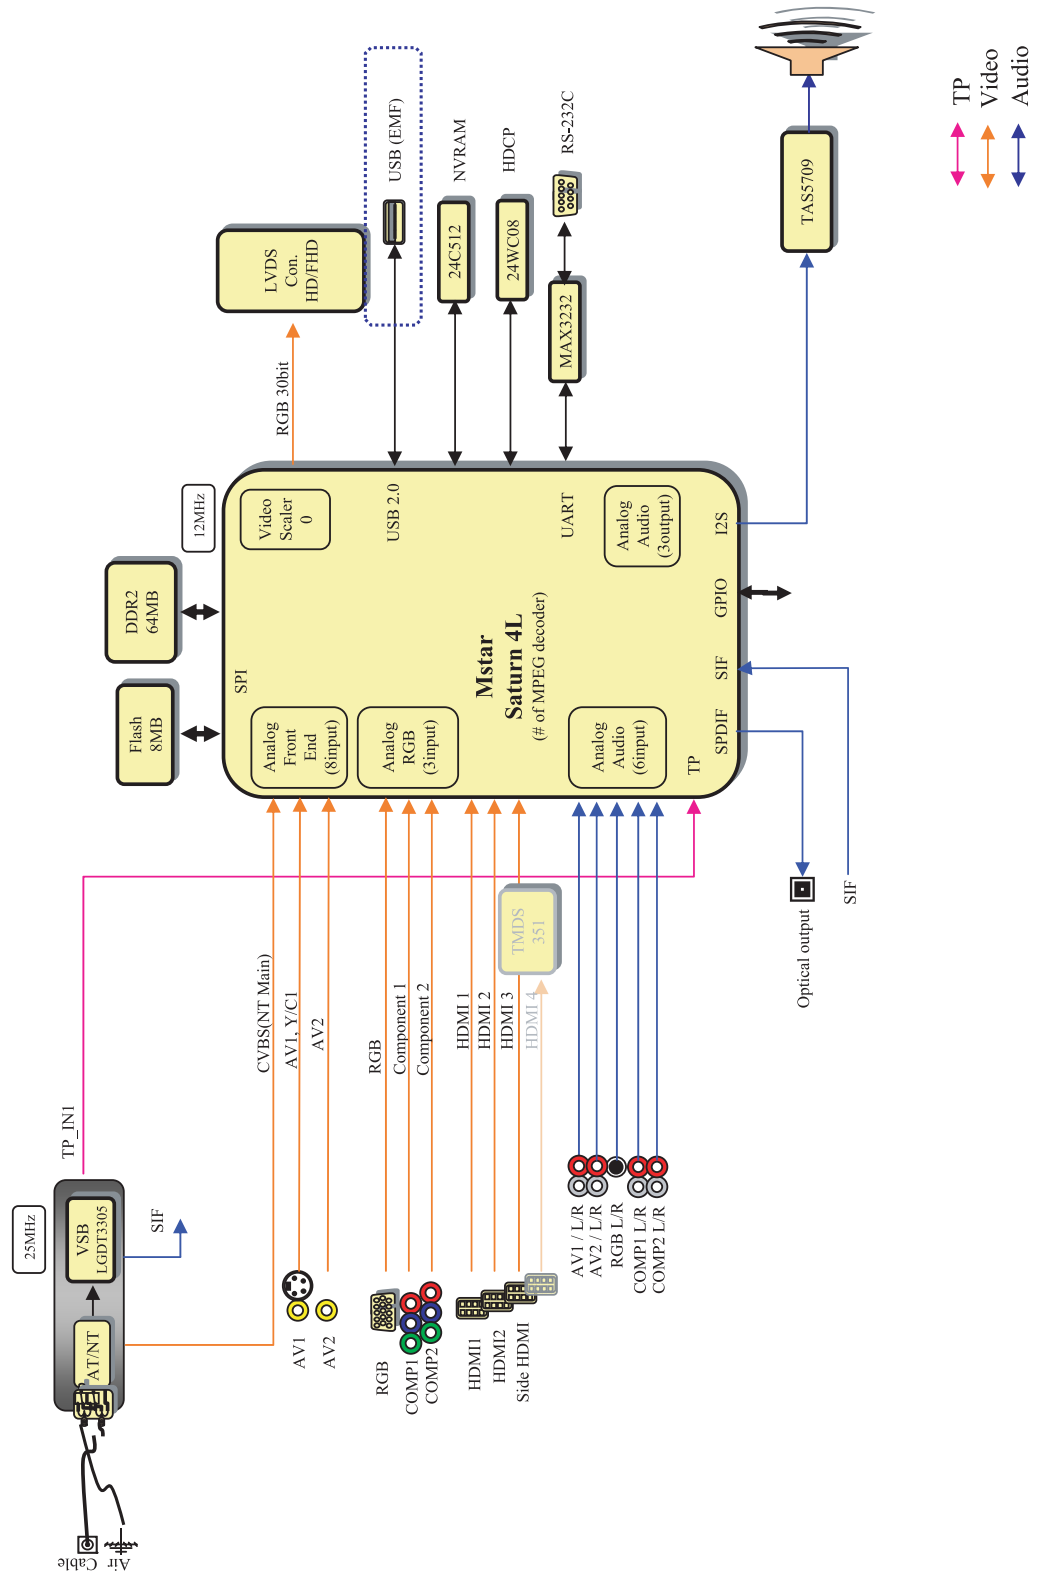 Cable
Air
25MHz
AT/NT
VSB
LGDT3305
TP_IN1
SIF
CVBS(NT Main)
AV1, Y/C1
AV2
RGB
Component 1
Component 2
HDMI 1
HDMI 2
HDMI 3
HDMI 4
TMDS
351
AV1
AV2
RGB
COMP1
COMP2
HDMI1
HDMI2
Side HDMI
AV1 / L/R
AV2 / L/R
RGB L/R
COMP1 L/R
COMP2 L/R
Optical output
SIF
Flash
8MB
DDR2
64MB
12MHz
SPI
Analog
Front
End
(8input)
Analog
RGB
(3input)
Analog
Audio
(6input)
TP
Mstar
Saturn 4L
(# of MPEG decoder)
Video
Scaler
0
USB 2.0
UART
Analog
Audio
(3output)
SPDIF
SIF
GPIO
I2S
RGB 30bit
LVDS
Con.
HD/FHD
USB (EMF)
24C512
NVRAM
24WC08
HDCP
MAX3232
RS-232C
TAS5709
TP
Video
Audio